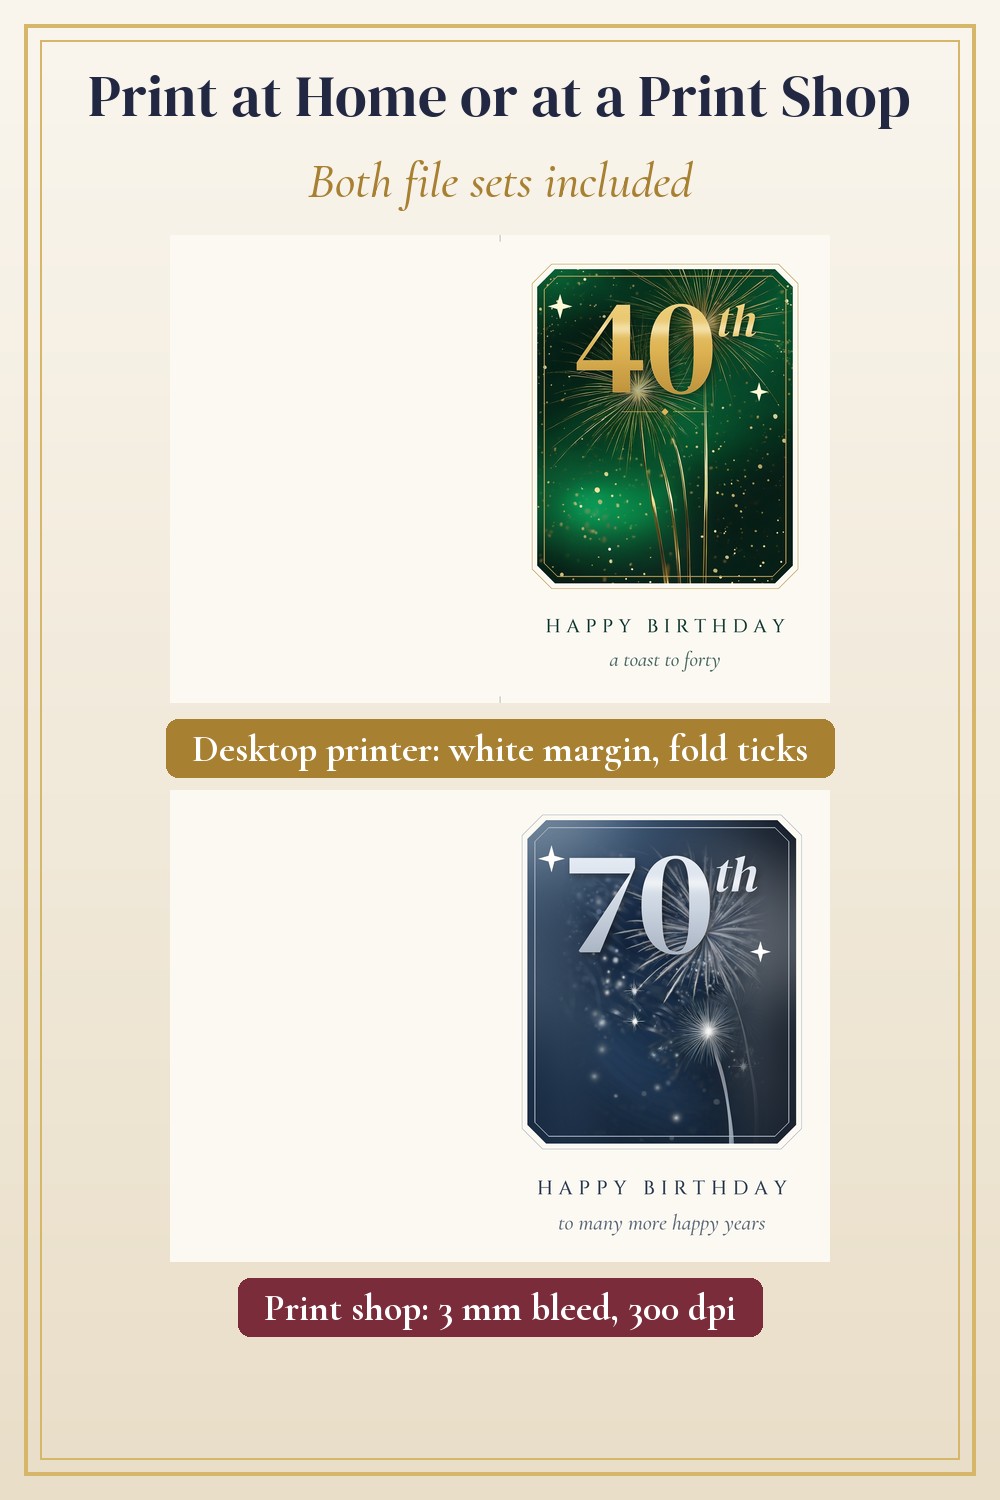 Print at Home or at a Print Shop
Both file sets included
40th
HAPPY BIRTHDAY
a toast to forty
Desktop printer: white margin, fold ticks
70th
HAPPY BIRTHDAY
to many more happy years
Print shop: 3 mm bleed, 300 dpi